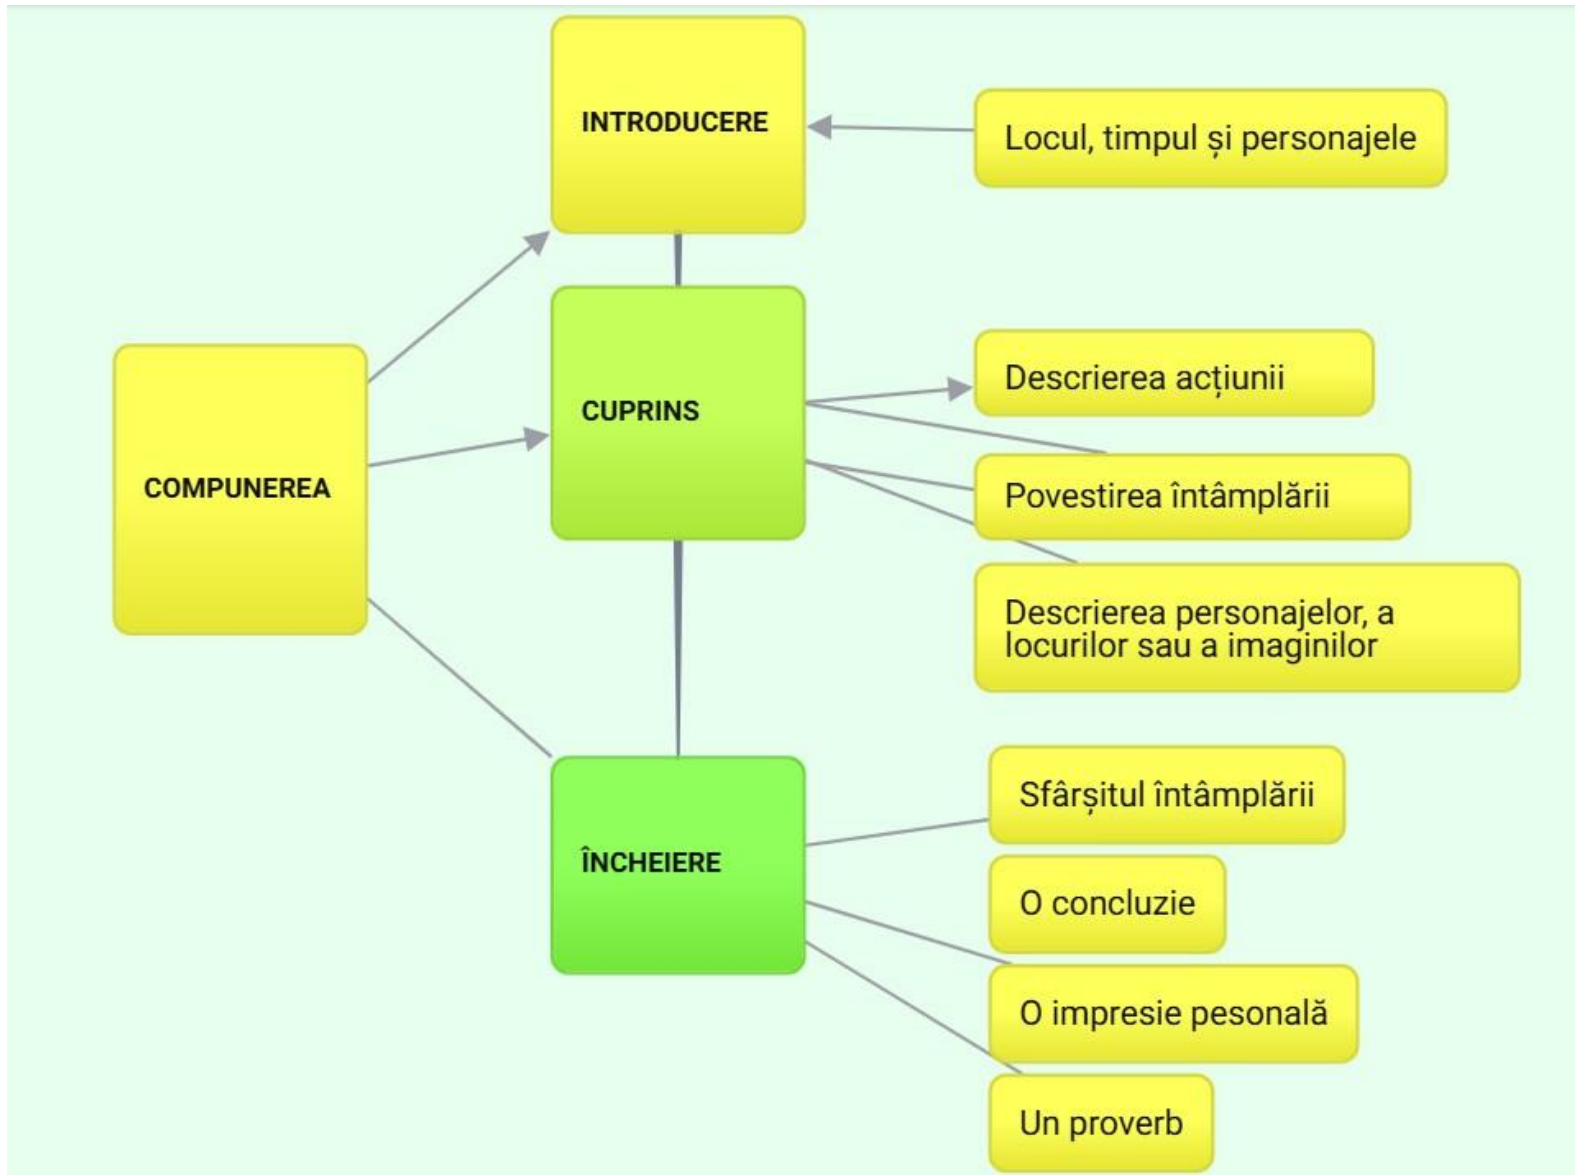 INTRODUCERE
Locul, timpul și personajele
COMPUNEREA
CUPRINS
Descrierea acțiunii
Povestirea întâmplării
Descrierea personajelor, a
locurilor sau a imaginilor
ÎNCHEIERE
Sfârșitul întâmplării
O concluzie
O impresie pesonală
Un proverb